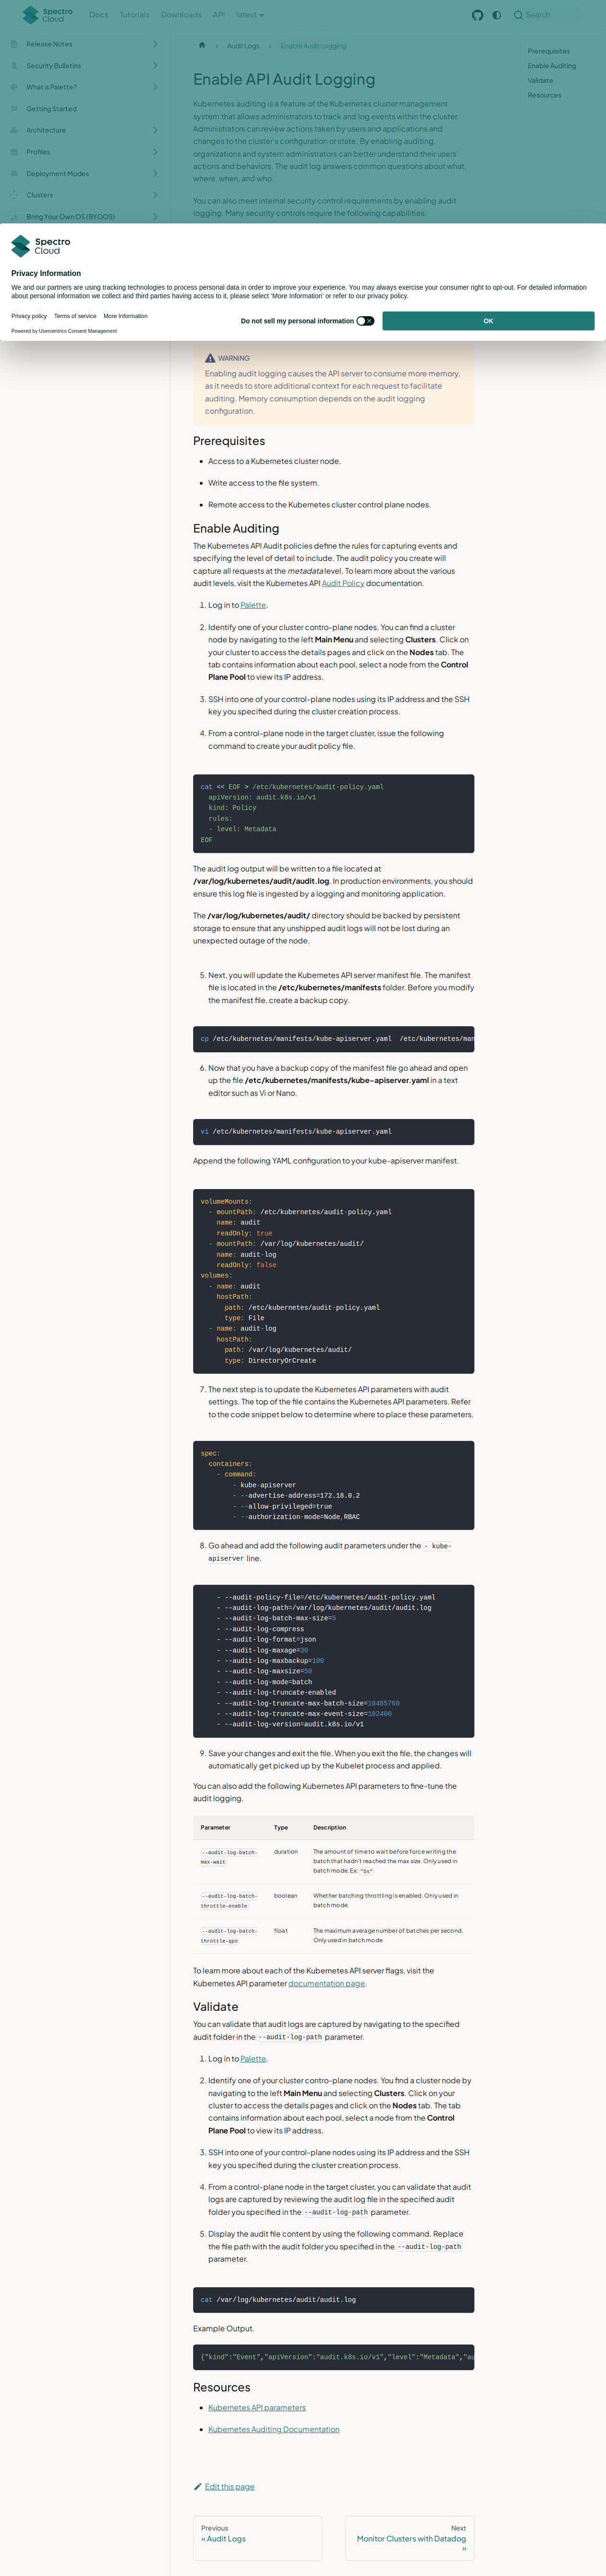 Spectro Cloud
Docs
Tutorials
Downloads
API
latest
Search
Release Notes
Security Bulletins
What is Palette?
Getting Started
Architecture
Profiles
Deployment Modes
Clusters
Bring Your Own OS (BYOOS)
Audit Logs
Enable Audit Logging
Prerequisites
Enable Auditing
Validate
Resources
Enable API Audit Logging
Kubernetes auditing is a feature of the Kubernetes cluster management
system that allows administrators to track and log events within the cluster.
Administrators can review actions taken by users and applications and
changes to the cluster's configuration or state. By enabling auditing,
organizations and system administrators can better understand their users'
actions and behaviors. The audit log answers common questions about what,
where, when, and who.
You can also meet internal security control requirements by enabling audit
logging. Many security controls require the following capabilities.
Spectro Cloud
Privacy Information
We and our partners are using tracking technologies to process personal data in order to improve your experience. You may always exercise your consumer right to opt-out. For detailed information
about personal information we collect and third parties having access to it, please select 'More Information' or refer to our privacy policy.
Privacy policy
Terms of service
More Information
Powered by Usercentrics Consent Management
Do not sell my personal information
OK
WARNING
Enabling audit logging causes the API server to consume more memory,
as it needs to store additional context for each request to facilitate
auditing. Memory consumption depends on the audit logging
configuration.
Prerequisites
Access to a Kubernetes cluster node.
Write access to the file system.
Remote access to the Kubernetes cluster control plane nodes.
Enable Auditing
The Kubernetes API Audit policies define the rules for capturing events and
specifying the level of detail to include. The audit policy you create will
capture all requests at the metadata level. To learn more about the various
audit levels, visit the Kubernetes API Audit Policy documentation.
1. Log in to Palette.
2. Identify one of your cluster contro-plane nodes. You can find a cluster
node by navigating to the left Main Menu and selecting Clusters. Click on
your cluster to access the details pages and click on the Nodes tab. The
tab contains information about each pool, select a node from the Control
Plane Pool to view its IP address.
3. SSH into one of your control-plane nodes using its IP address and the SSH
key you specified during the cluster creation process.
4. From a control-plane node in the target cluster, issue the following
command to create your audit policy file.
cat << EOF > /etc/kubernetes/audit-policy.yaml
apiVersion: audit.k8s.io/v1
kind: Policy
rules:
- level: Metadata
EOF
The audit log output will be written to a file located at
/var/log/kubernetes/audit/audit.log. In production environments, you should
ensure this log file is ingested by a logging and monitoring application.
The /var/log/kubernetes/audit/ directory should be backed by persistent
storage to ensure that any unshipped audit logs will not be lost during an
unexpected outage of the node.
5. Next, you will update the Kubernetes API server manifest file. The manifest
file is located in the /etc/kubernetes/manifests folder. Before you modify
the manifest file, create a backup copy.
cp /etc/kubernetes/manifests/kube-apiserver.yaml  /etc/kubernetes/man
6. Now that you have a backup copy of the manifest file go ahead and open
up the file /etc/kubernetes/manifests/kube-apiserver.yaml in a text
editor such as Vi or Nano.
vi /etc/kubernetes/manifests/kube-apiserver.yaml
Append the following YAML configuration to your kube-apiserver manifest.
volumeMounts:
- mountPath: /etc/kubernetes/audit-policy.yaml
name: audit
readOnly: true
- mountPath: /var/log/kubernetes/audit/
name: audit-log
readOnly: false
volumes:
- name: audit
hostPath:
path: /etc/kubernetes/audit-policy.yaml
type: File
- name: audit-log
hostPath:
path: /var/log/kubernetes/audit/
type: DirectoryOrCreate
7. The next step is to update the Kubernetes API parameters with audit
settings. The top of the file contains the Kubernetes API parameters. Refer
to the code snippet below to determine where to place these parameters.
spec:
containers:
- command:
- kube-apiserver
- --advertise-address=172.18.0.2
- --allow-privileged=true
- --authorization-mode=Node,RBAC
8. Go ahead and add the following audit parameters under the - kube-
apiserver line.
- --audit-policy-file=/etc/kubernetes/audit-policy.yaml
- --audit-log-path=/var/log/kubernetes/audit/audit.log
- --audit-log-batch-max-size=5
- --audit-log-compress
- --audit-log-format=json
- --audit-log-maxage=30
- --audit-log-maxbackup=100
- --audit-log-maxsize=50
- --audit-log-mode=batch
- --audit-log-truncate-enabled
- --audit-log-truncate-max-batch-size=10485760
- --audit-log-truncate-max-event-size=102400
- --audit-log-version=audit.k8s.io/v1
9. Save your changes and exit the file. When you exit the file, the changes will
automatically get picked up by the Kubelet process and applied.
You can also add the following Kubernetes API parameters to fine-tune the
audit logging.
Parameter Type Description
--audit-log-batch-max-wait duration The amount of time to wait before force writing the
batch that hadn't reached the max size. Only used in
batch mode. Ex: "5s"
--audit-log-batch-throttle-enable boolean Whether batching throttling is enabled. Only used in
batch mode.
--audit-log-batch-throttle-qps float The maximum average number of batches per second.
Only used in batch mode
To learn more about each of the Kubernetes API server flags, visit the
Kubernetes API parameter documentation page.
Validate
You can validate that audit logs are captured by navigating to the specified
audit folder in the --audit-log-path parameter.
1. Log in to Palette.
2. Identify one of your cluster contro-plane nodes. You find a cluster node by
navigating to the left Main Menu and selecting Clusters. Click on your
cluster to access the details pages and click on the Nodes tab. The tab
contains information about each pool, select a node from the Control
Plane Pool to view its IP address.
3. SSH into one of your control-plane nodes using its IP address and the SSH
key you specified during the cluster creation process.
4. From a control-plane node in the target cluster, you can validate that audit
logs are captured by reviewing the audit log file in the specified audit
folder you specified in the --audit-log-path parameter.
5. Display the audit file content by using the following command. Replace
the file path with the audit folder you specified in the --audit-log-path
parameter.
cat /var/log/kubernetes/audit/audit.log
Example Output.
{"kind":"Event","apiVersion":"audit.k8s.io/v1","level":"Metadata","au
Resources
Kubernetes API parameters
Kubernetes Auditing Documentation
Edit this page
Previous
« Audit Logs
Next
Monitor Clusters with Datadog
»